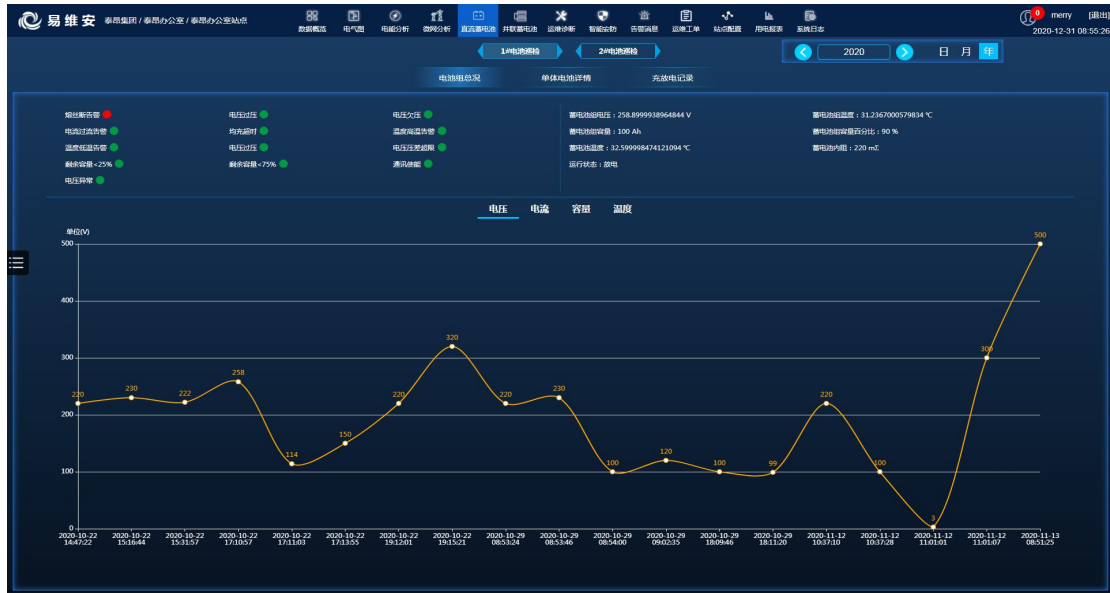 易维安 泰昂集团 / 泰昂办公室 / 泰昂办公室站点
数据概览 电气图 电能分析 微网分析 直流蓄电池 并联蓄电池 运维诊断 智能安防 告警消息 运维工单 站点配置 用电报表 系统日志
0 merry [退出]
2020-12-31 08:55:26
1#电池巡检 2#电池巡检 2020 日 月 年
电池组总况 单体电池详情 充放电记录
熔丝断告警 电压过压 电压欠压 蓄电池组电压：258.8999938964844 V 蓄电池组温度：31.2367000579834 ℃
电流过流告警 均充超时 温度高温告警 蓄电池组容量：100 Ah 蓄电池组容量百分比：90 %
温度低温告警 电压过压 电压压差超限 蓄电池温度：32.599998474121094 ℃ 蓄电池内阻：220 mΣ
剩余容量<25% 剩余容量<75% 通讯使能 运行状态：放电
电压异常
电压 电流 容量 温度
单位(V)
500
400
300
200
100
0
220 230 222 258 114 150 220 320 220 230 100 120 100 99 220 100 3 300 500
2020-10-22 2020-10-22 2020-10-22 2020-10-22 2020-10-22 2020-10-22 2020-10-22 2020-10-22 2020-10-29 2020-10-29 2020-10-29 2020-10-29 2020-10-29 2020-10-29 2020-11-12 2020-11-12 2020-11-12 2020-11-12 2020-11-13
14:47:22 15:16:44 15:31:57 17:10:57 17:11:03 17:13:55 19:12:01 19:15:21 08:53:24 08:53:46 08:54:00 09:02:35 18:09:46 18:11:20 10:37:10 10:37:28 11:01:01 11:01:07 08:51:25